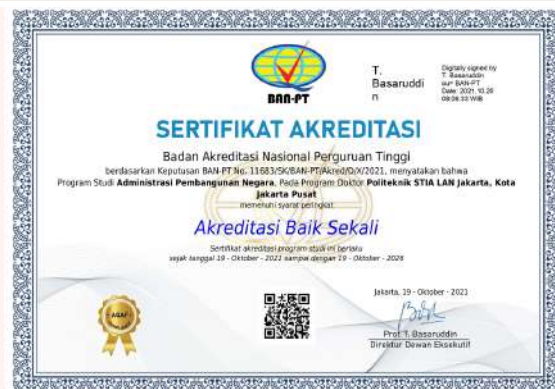 BAN-PT
T.
Basaruddi
n
Digitally signed by
T. Basaruddin
Date: 2021.10.20
SERTIFIKAT AKREDITASI
Badan Akreditasi Nasional Perguruan Tinggi
berdasarkan Keputusan BAN-PT No. 11683/SK/BAN-PT/Akred/D/X/2021, menyatakan bahwa
Program Studi Administrasi Pembangunan Negara, Pada Program Doktor Politeknik STIA LAN Jakarta, Kota
Jakarta Pusat
memenuhi syarat peringkat
Akreditasi Baik Sekali
Sertifikat akreditasi program studi ini berlaku
sejak tanggal 19 - Oktober - 2021 sampai dengan 19 - Oktober - 2026
Jakarta, 19 - Oktober - 2021
Prof. T. Basaruddin
Direktur Dewan Eksekutif